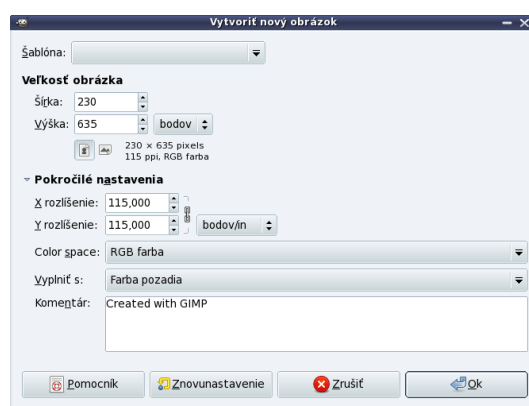 Vytvoriť nový obrázok
Šablóna:
Veľkosť obrázka
Šírka: 230
Výška: 635 bodov
230 × 635 pixels
115 ppi, RGB farba
Pokročilé nastavenia
X rozlíšenie: 115,000
Y rozlíšenie: 115,000 bodov/in
Color space: RGB farba
Vyplniť s: Farba pozadia
Komentár: Created with GIMP
Pomocník Znovunastavenie Zrušiť Ok